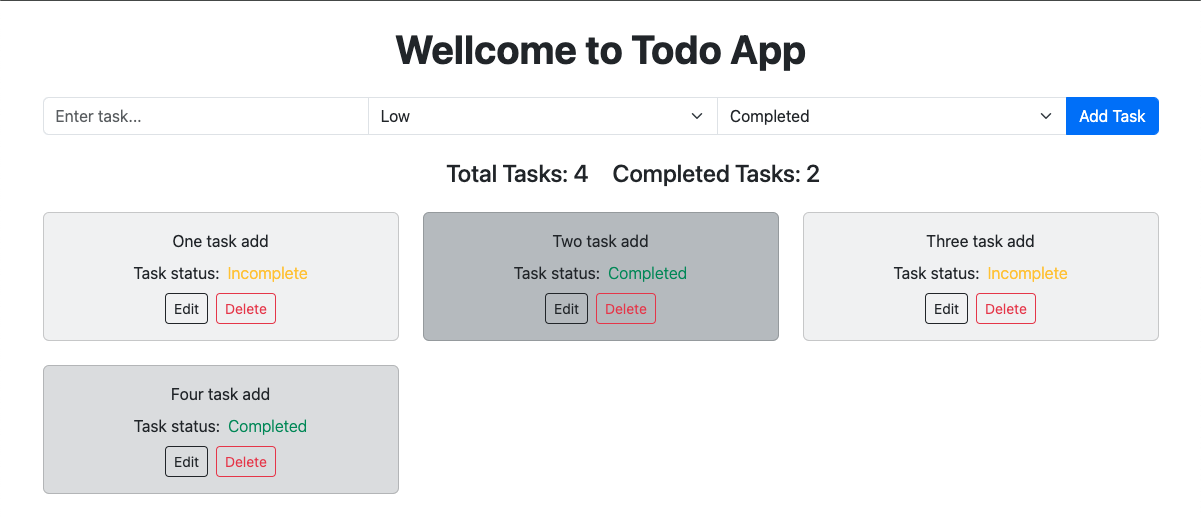 Wellcome to Todo App
Enter task... Low Completed Add Task
Total Tasks: 4 Completed Tasks: 2
One task add
Task status: Incomplete
Edit Delete
Two task add
Task status: Completed
Edit Delete
Three task add
Task status: Incomplete
Edit Delete
Four task add
Task status: Completed
Edit Delete